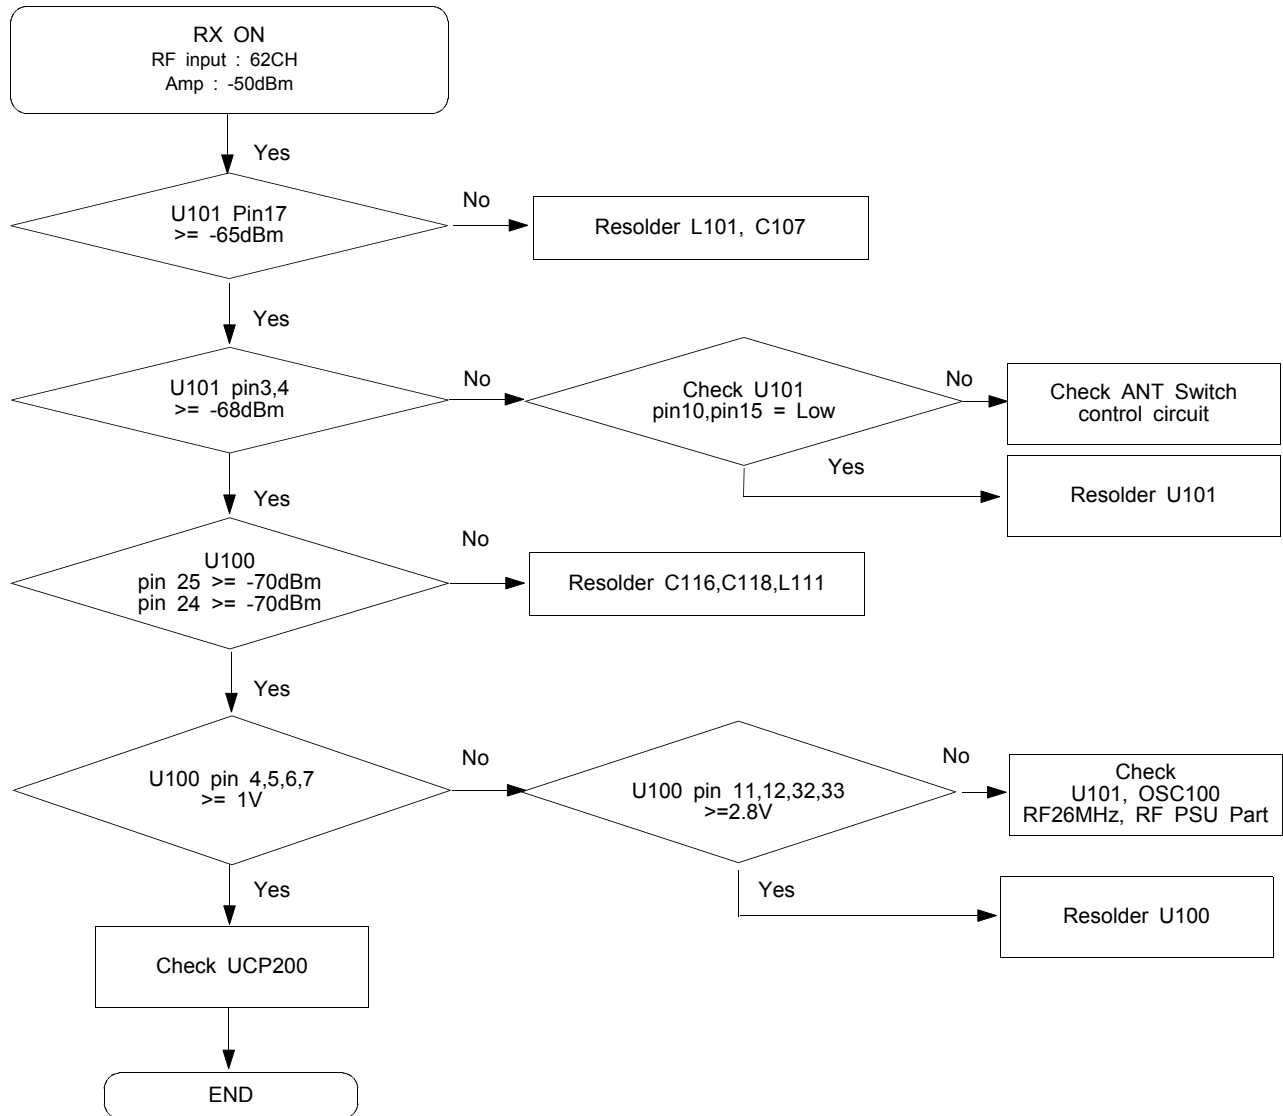 RX ON
RF input : 62CH
Amp : -50dBm
Yes
U101 Pin17
>= -65dBm
No
Resolder L101, C107
Yes
U101 pin3,4
>= -68dBm
No
Check U101
pin10,pin15 = Low
No
Check ANT Switch
control circuit
Yes
Resolder U101
Yes
U100
pin 25 >= -70dBm
pin 24 >= -70dBm
No
Resolder C116,C118,L111
Yes
U100 pin 4,5,6,7
>= 1V
No
U100 pin 11,12,32,33
>=2.8V
No
Check
U101, OSC100
RF26MHz, RF PSU Part
Yes
Resolder U100
Yes
Check UCP200
END